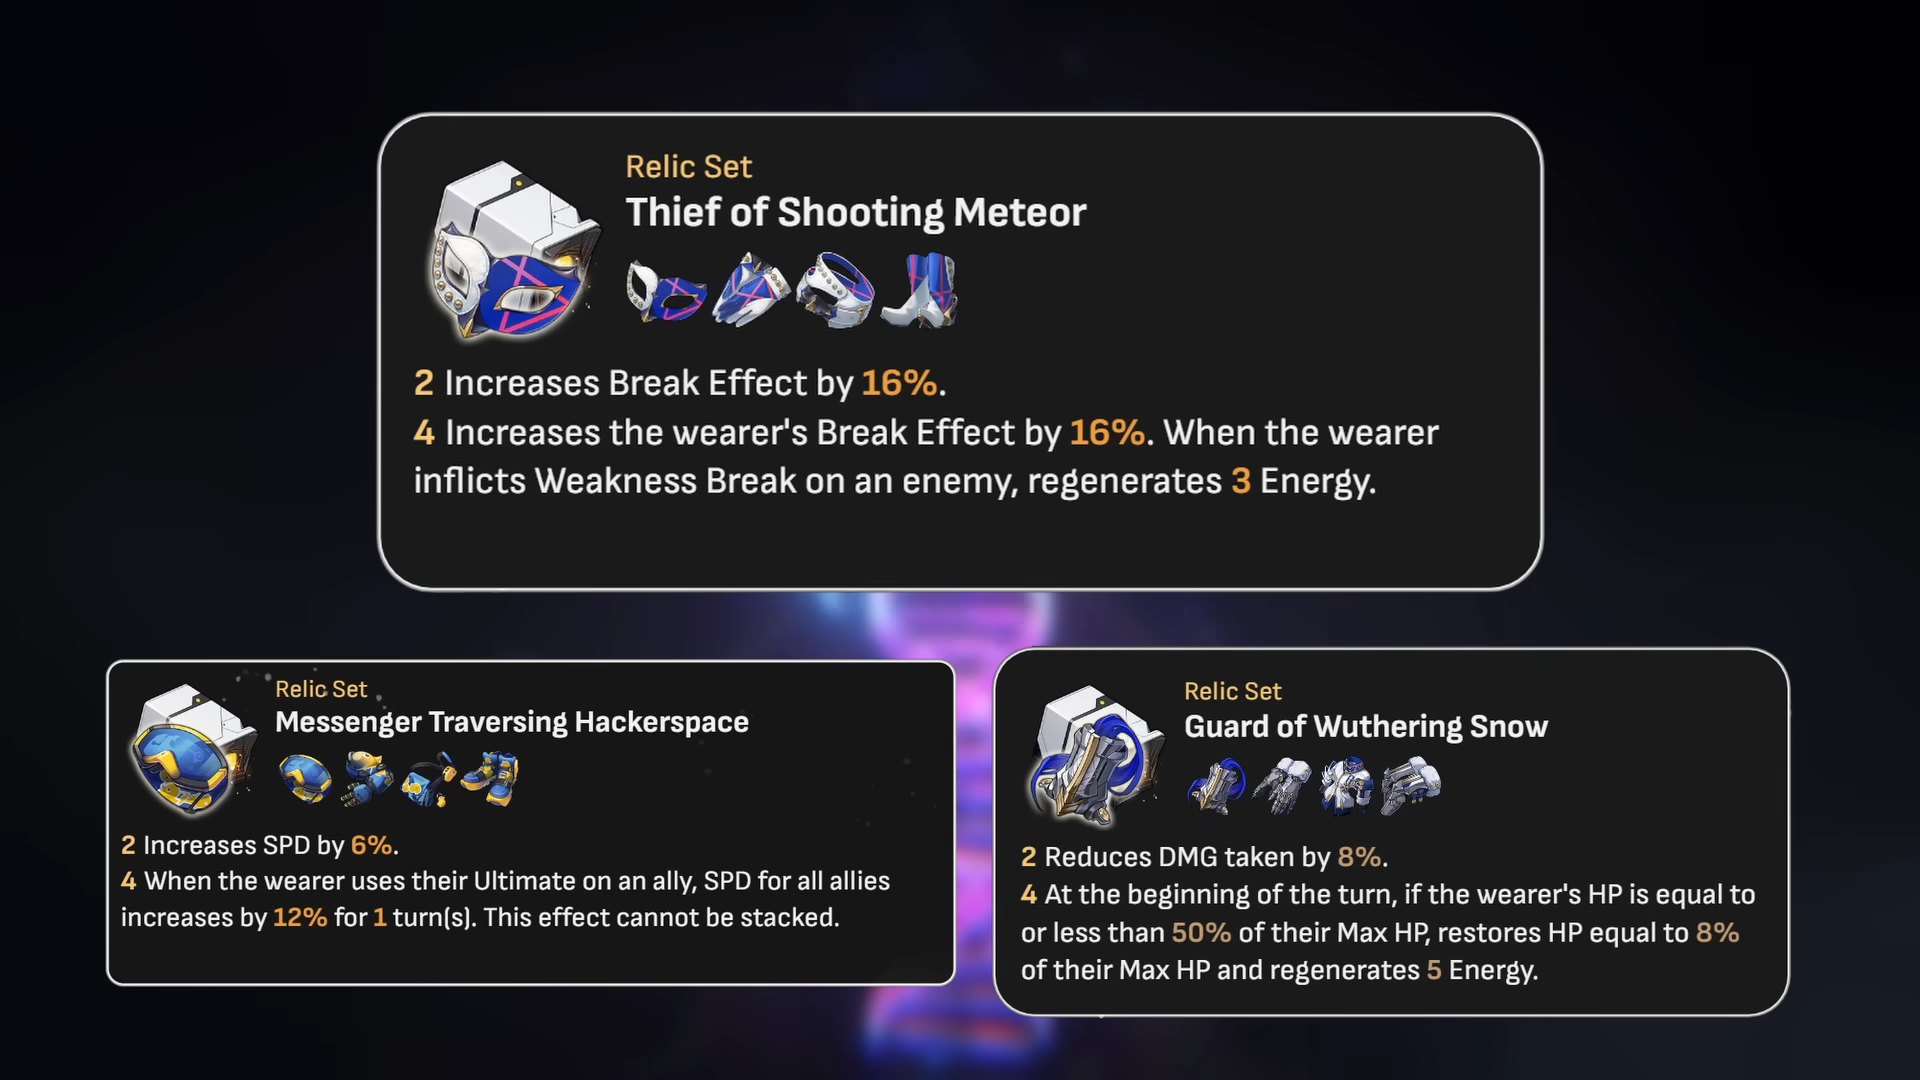 Relic Set
Thief of Shooting Meteor
2 Increases Break Effect by 16%.
4 Increases the wearer's Break Effect by 16%. When the wearer
inflicts Weakness Break on an enemy, regenerates 3 Energy.
Relic Set
Messenger Traversing Hackerspace
2 Increases SPD by 6%.
4 When the wearer uses their Ultimate on an ally, SPD for all allies
increases by 12% for 1 turn(s). This effect cannot be stacked.
Relic Set
Guard of Wuthering Snow
2 Reduces DMG taken by 8%.
4 At the beginning of the turn, if the wearer's HP is equal to
or less than 50% of their Max HP, restores HP equal to 8%
of their Max HP and regenerates 5 Energy.